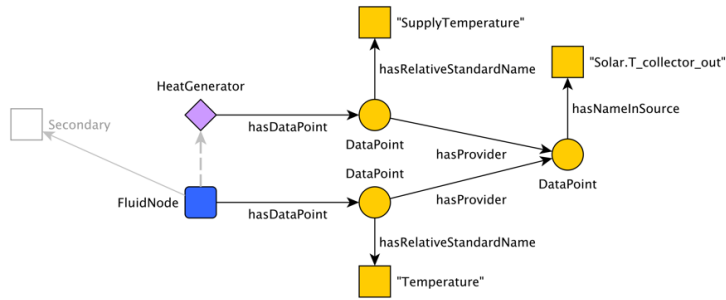 "SupplyTemperature"
"Solar.T_collector_out"
hasRelativeStandardName
HeatGenerator
hasNameInSource
Secondary
hasDataPoint
DataPoint
hasProvider
DataPoint
DataPoint
hasProvider
FluidNode
hasDataPoint
hasRelativeStandardName
"Temperature"